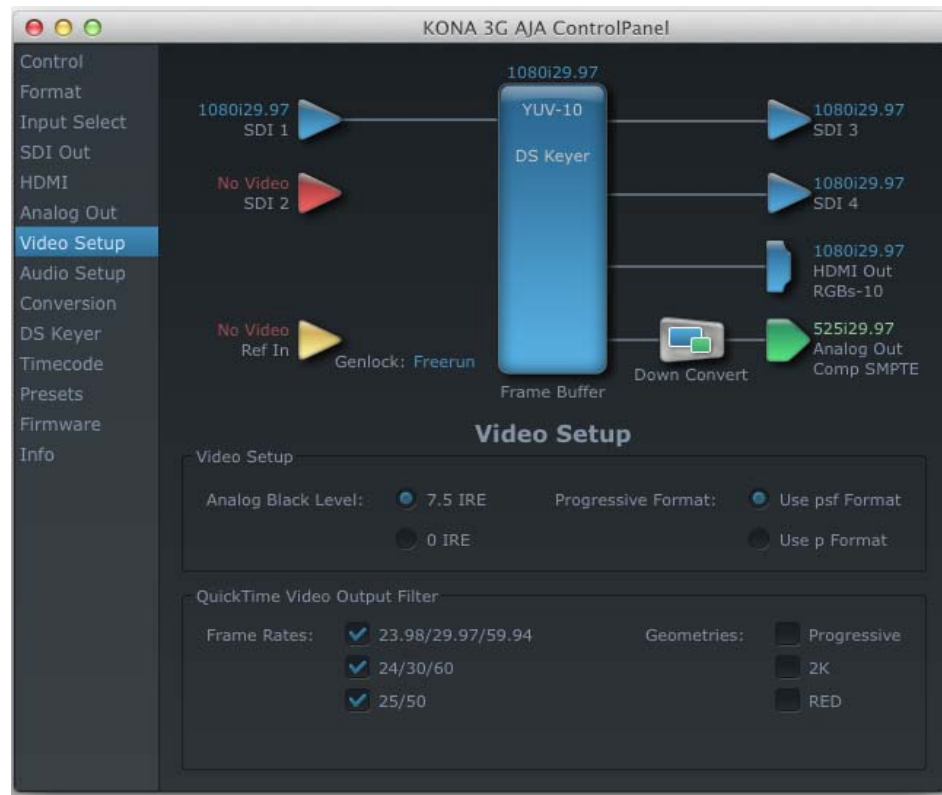 KONA 3G AJA ControlPanel
Control
Format
Input Select
SDI Out
HDMI
Analog Out
Video Setup
Audio Setup
Conversion
DS Keyer
Timecode
Presets
Firmware
Info
1080i29.97
YUV-10
DS Keyer
Frame Buffer
1080i29.97
SDI 1
No Video
SDI 2
No Video
Ref In
Genlock: Freerun
1080i29.97
SDI 3
1080i29.97
SDI 4
1080i29.97
HDMI Out
RGBs-10
Down Convert
525i29.97
Analog Out
Comp SMPTE
Video Setup
Video Setup
Analog Black Level: 7.5 IRE Progressive Format: Use psf Format
0 IRE Use p Format
QuickTime Video Output Filter
Frame Rates: 23.98/29.97/59.94 Geometries: Progressive
24/30/60 2K
25/50 RED